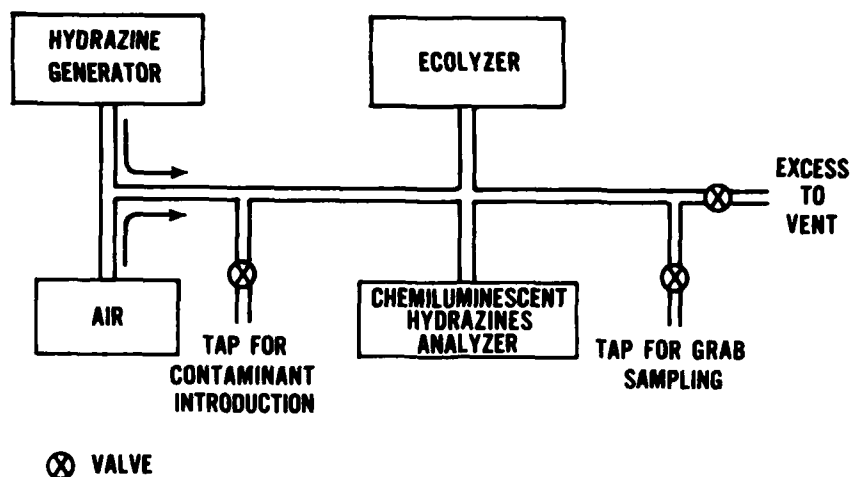 HYDRAZINE
GENERATOR
ECOLYZER
EXCESS
TO
VENT
AIR
TAP FOR
CONTAMINANT
INTRODUCTION
CHEMILUMINESCENT
HYDRAZINES
ANALYZER
TAP FOR GRAB
SAMPLING
VALVE